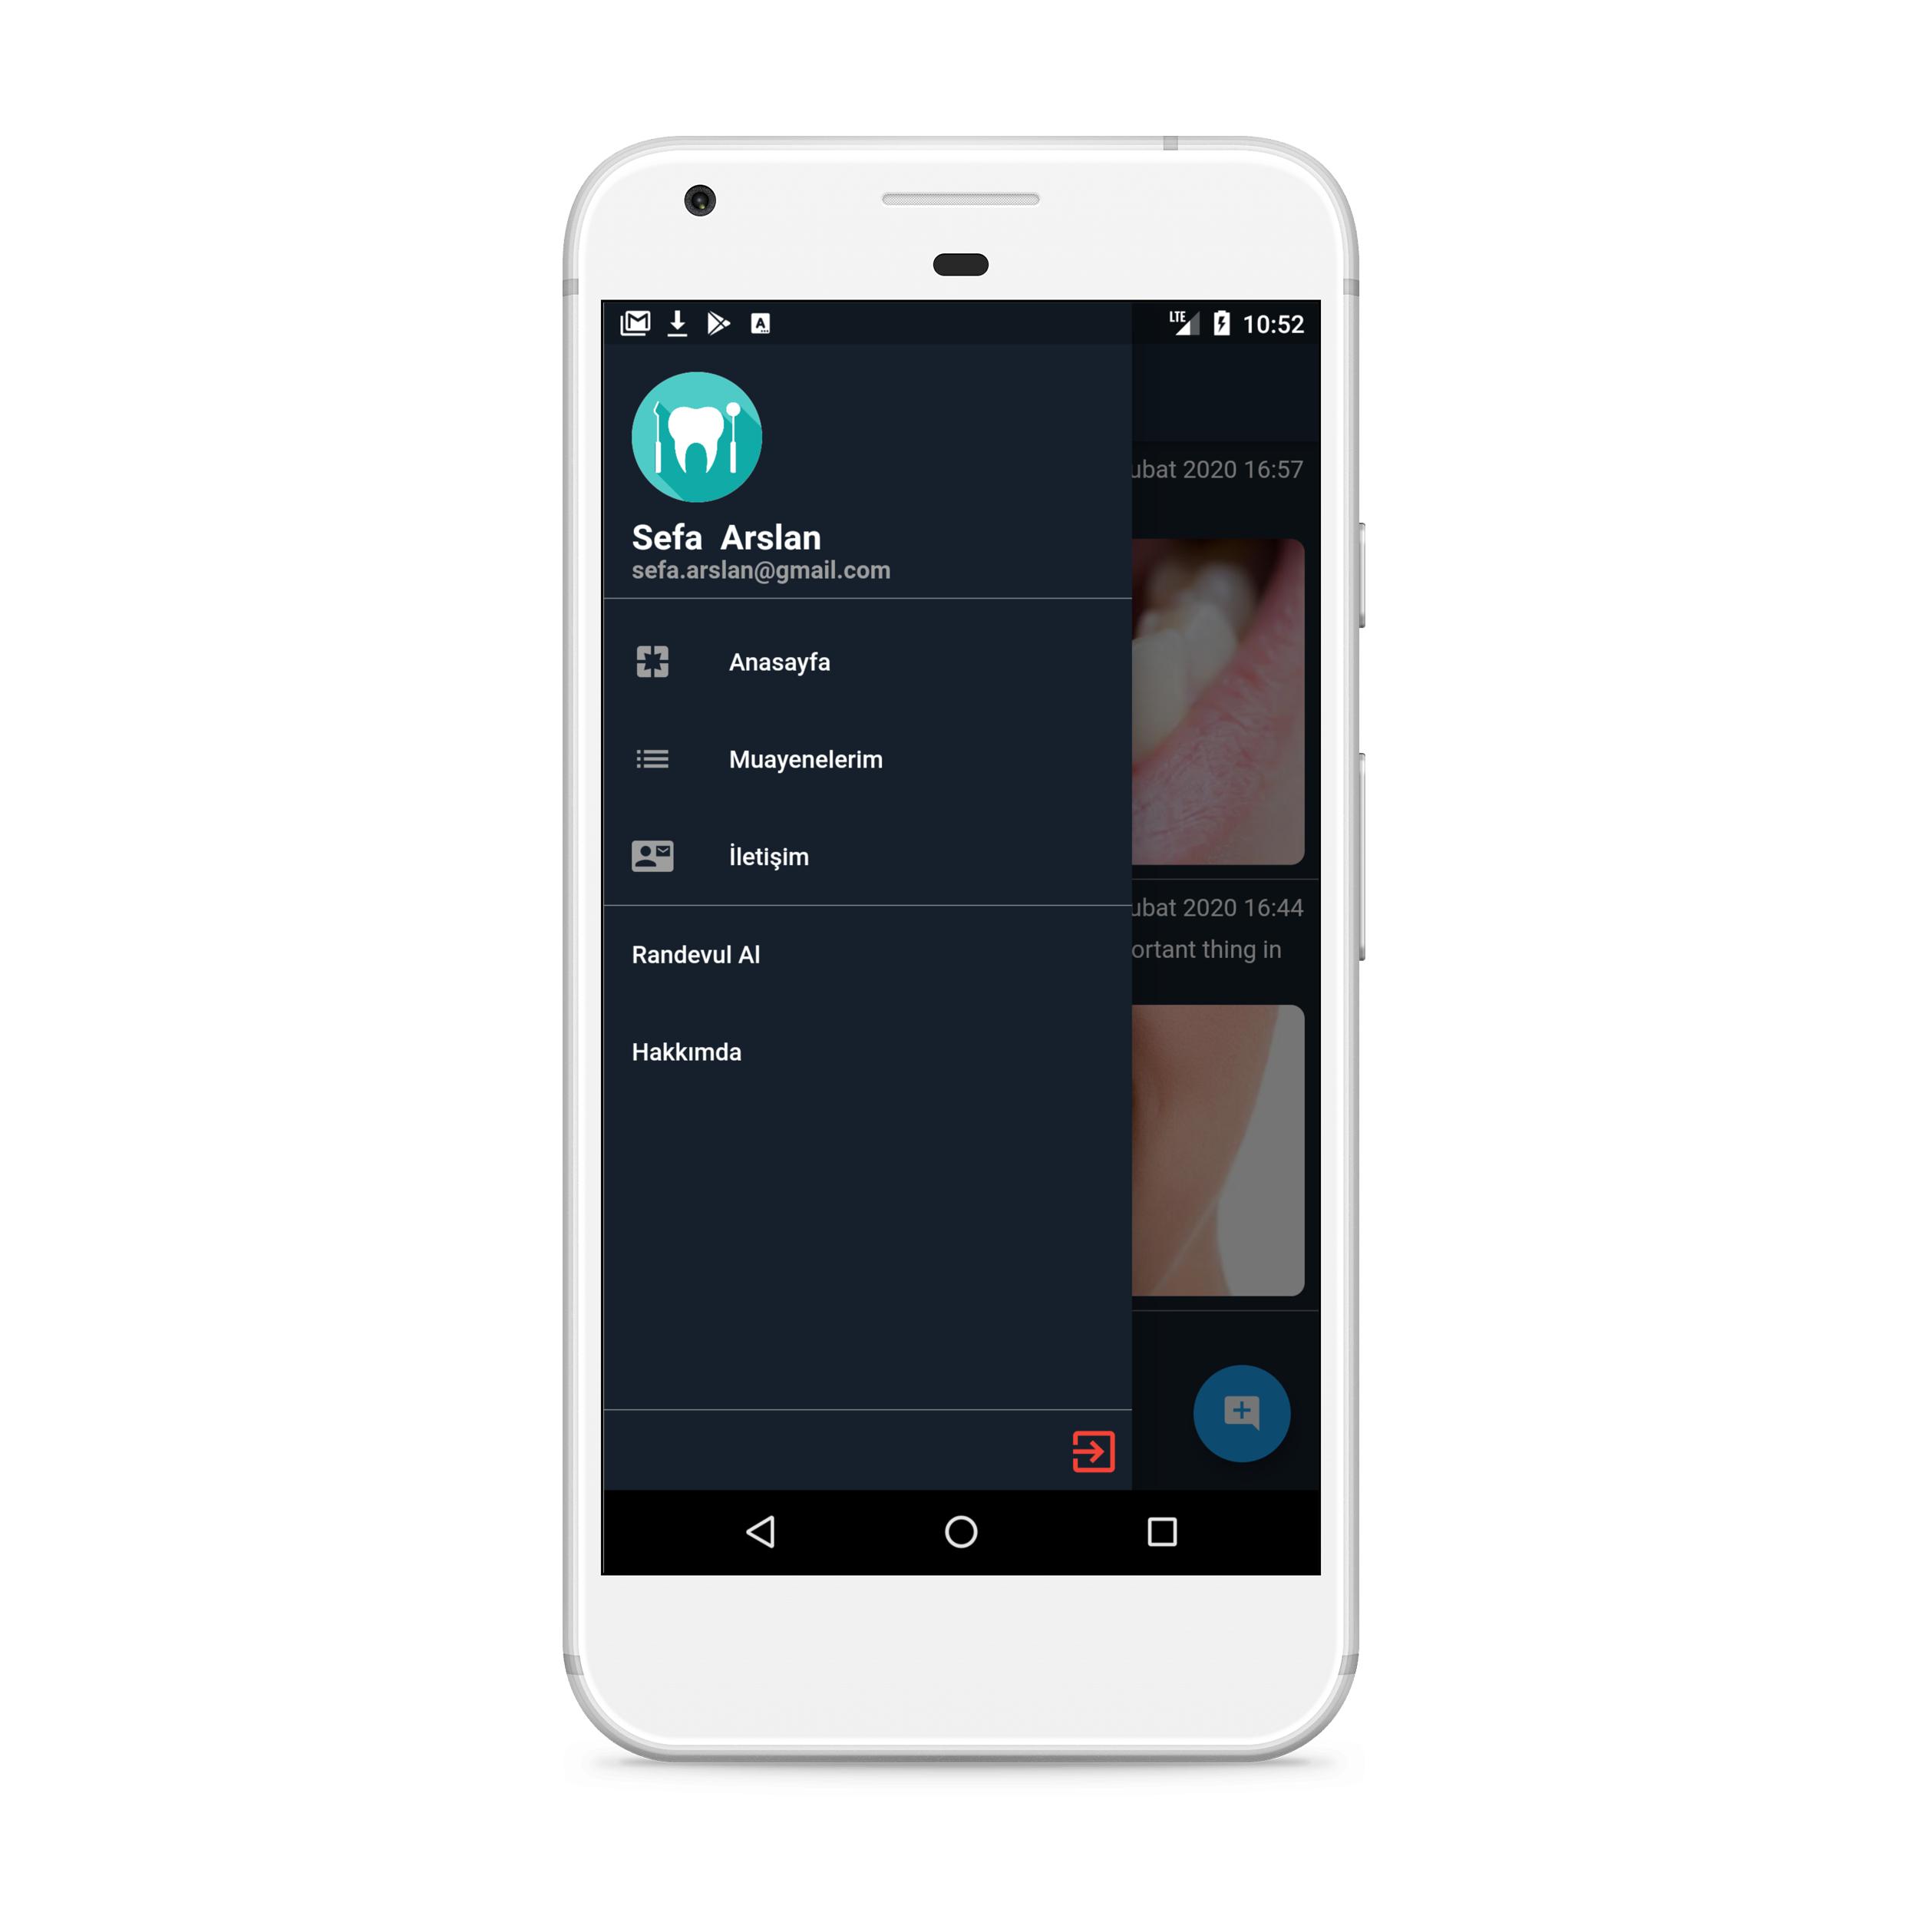 LTE 10:52
Sefa Arslan
sefa.arslan@gmail.com
Anasayfa
Muayenelerim
İletişim
Randevul Al
Hakkımda
ubat 2020 16:57
ubat 2020 16:44
ortant thing in